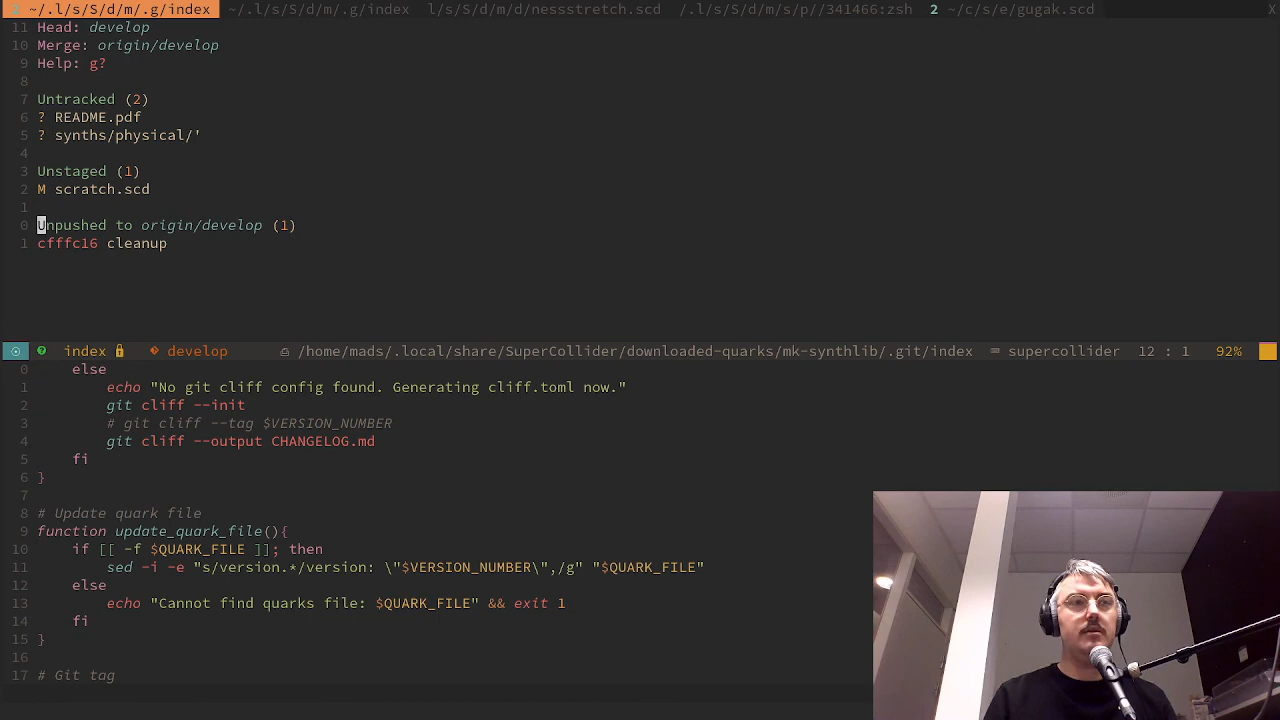 ~/.l/s/S/d/m/.g/index ~/.l/s/S/d/m/.g/index l/s/S/d/m/d/nessstretch.scd /.l/s/S/d/m/s/p//341466:zsh 2 ~/c/s/e/gugak.scd X
11 Head: develop
10 Merge: origin/develop
9 Help: g?
8
7 Untracked (2)
6 ? README.pdf
5 ? synths/physical/'
4
3 Unstaged (1)
2 M scratch.scd
1
0 Unpushed to origin/develop (1)
1 cfffc16 cleanup
index develop /home/mads/.local/share/SuperCollider/downloaded-quarks/mk-synthlib/.git/index supercollider 12 : 1 92%
0 else
1 echo "No git cliff config found. Generating cliff.toml now."
2 git cliff --init
3 # git cliff --tag $VERSION_NUMBER
4 git cliff --output CHANGELOG.md
5 fi
6 }
7
8 # Update quark file
9 function update_quark_file(){
10 if [[ -f $QUARK_FILE ]]; then
11 sed -i -e "s/version.*/version: \"$VERSION_NUMBER\",/g" "$QUARK_FILE"
12 else
13 echo "Cannot find quarks file: $QUARK_FILE" && exit 1
14 fi
15 }
16
17 # Git tag